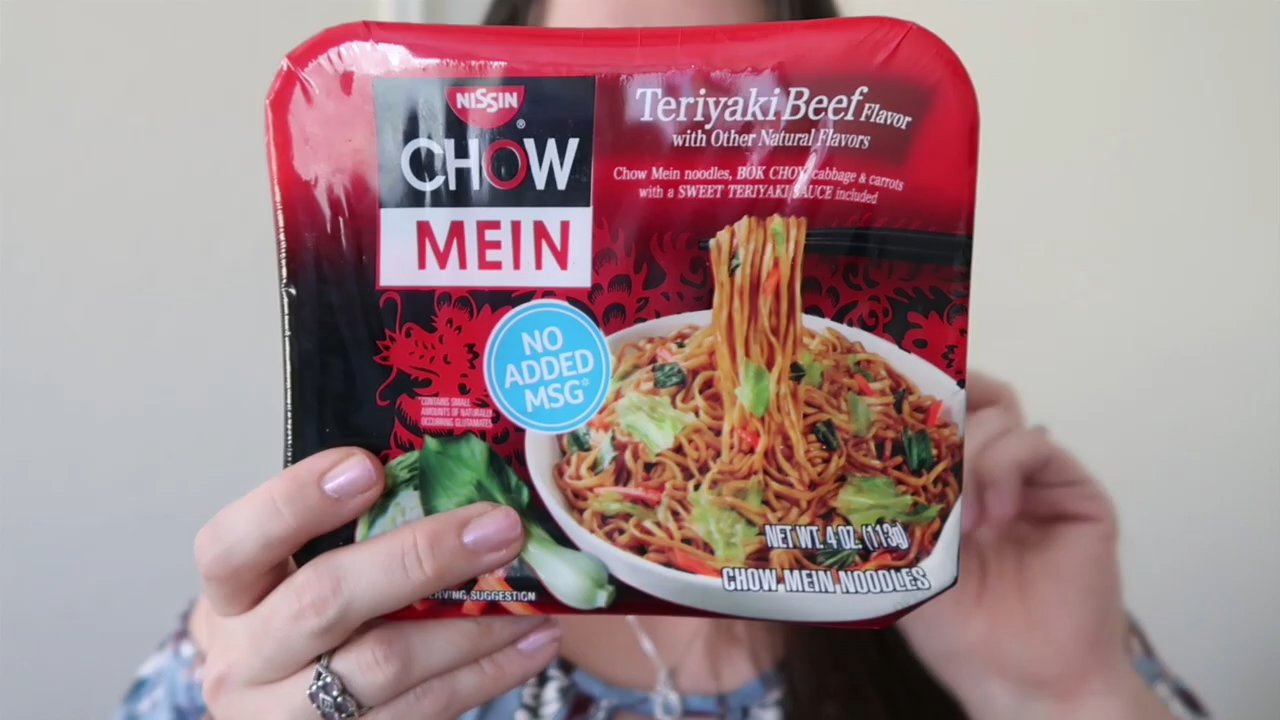 NISSIN
®
CHOW
MEIN
Teriyaki Beef Flavor
with Other Natural Flavors
Chow Mein noodles, BOK CHOY, cabbage & carrots
with a SWEET TERIYAKI SAUCE included
NO
ADDED
MSG*
*CONTAINS SMALL
AMOUNTS OF NATURALLY
OCCURRING GLUTAMATES
NET WT. 4 OZ. (113g)
CHOW MEIN NOODLES
SUGGESTION